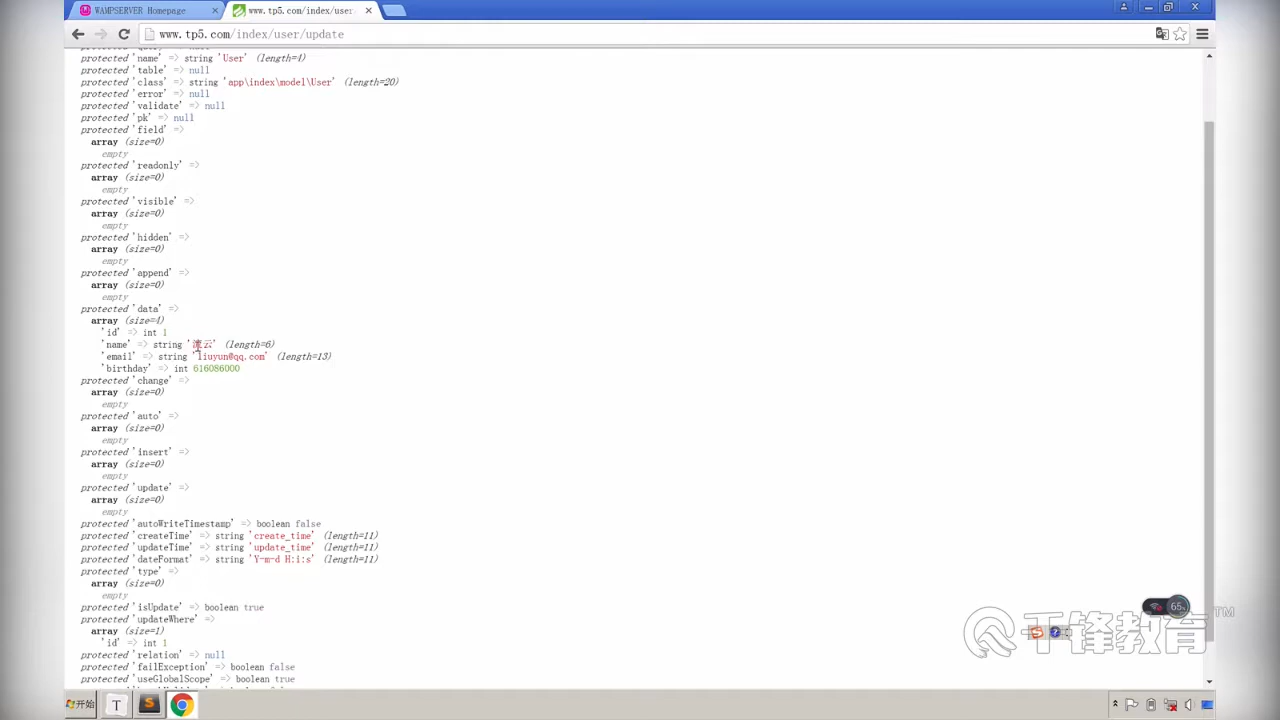 WAMPSERVER Homepage
www.tp5.com/index/user
www.tp5.com/index/user/update
protected 'name' => string 'User' (length=4)
protected 'table' => null
protected 'class' => string 'app\index\model\User' (length=20)
protected 'error' => null
protected 'validate' => null
protected 'pk' => null
protected 'field' =>
array (size=0)
empty
protected 'readonly' =>
array (size=0)
empty
protected 'visible' =>
array (size=0)
empty
protected 'hidden' =>
array (size=0)
empty
protected 'append' =>
array (size=0)
empty
protected 'data' =>
array (size=4)
'id' => int 1
'name' => string '流云' (length=6)
'email' => string 'liuyun@qq.com' (length=13)
'birthday' => int 616086000
protected 'change' =>
array (size=0)
empty
protected 'auto' =>
array (size=0)
empty
protected 'insert' =>
array (size=0)
empty
protected 'update' =>
array (size=0)
empty
protected 'autoWriteTimestamp' => boolean false
protected 'createTime' => string 'create_time' (length=11)
protected 'updateTime' => string 'update_time' (length=11)
protected 'dateFormat' => string 'Y-m-d H:i:s' (length=11)
protected 'type' =>
array (size=0)
empty
protected 'isUpdate' => boolean true
protected 'updateWhere' =>
array (size=1)
'id' => int 1
protected 'relation' => null
protected 'failException' => boolean false
protected 'useGlobalScope' => boolean true
65%
千锋教育 TM
开始